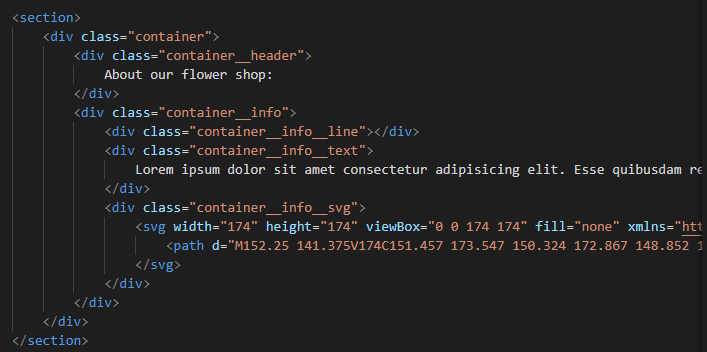 <section>
<div class="container">
<div class="container__header">
About our flower shop:
</div>
<div class="container__info">
<div class="container__info__line"></div>
<div class="container__info__text">
Lorem ipsum dolor sit amet consectetur adipisicing elit. Esse quibusdam re
</div>
<div class="container__info__svg">
<svg width="174" height="174" viewBox="0 0 174 174" fill="none" xmlns="htt
<path d="M152.25 141.375V174C151.457 173.547 150.324 172.867 148.852 1
</svg>
</div>
</div>
</div>
</section>